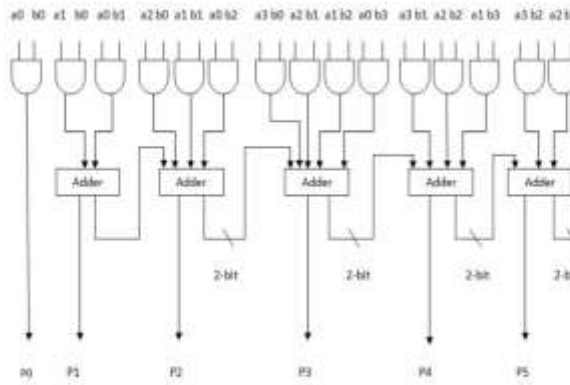 a0 b0 a1 b0 a0 b1 a2 b0 a1 b1 a0 b2 a3 b0 a2 b1 a1 b2 a0 b3 a3 b1 a2 b2 a1 b3 a3 b2 a2 b
Adder Adder Adder Adder Adder
2-bit 2-bit 2-bit 2-b
P0 P1 P2 P3 P4 P5